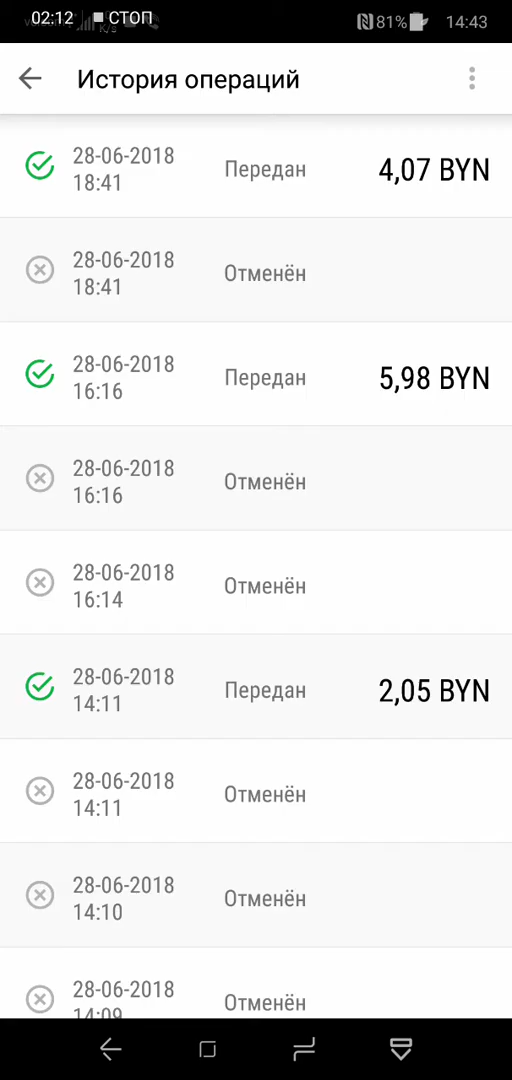 02:12 СТОП 81% 14:43
История операций
28-06-2018
18:41
Передан
4,07 BYN
28-06-2018
18:41
Отменён
28-06-2018
16:16
Передан
5,98 BYN
28-06-2018
16:16
Отменён
28-06-2018
16:14
Отменён
28-06-2018
14:11
Передан
2,05 BYN
28-06-2018
14:11
Отменён
28-06-2018
14:10
Отменён
28-06-2018
14:09
Отменён